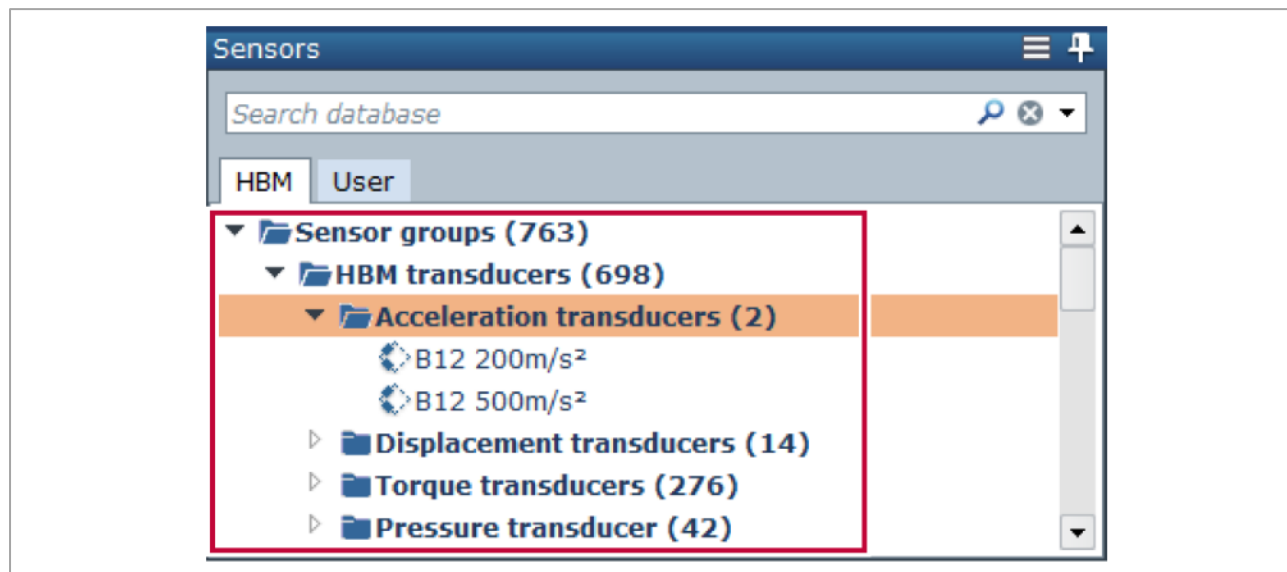 Sensors
Search database
HBM User
Sensor groups (763)
HBM transducers (698)
Acceleration transducers (2)
B12 200m/s²
B12 500m/s²
Displacement transducers (14)
Torque transducers (276)
Pressure transducer (42)